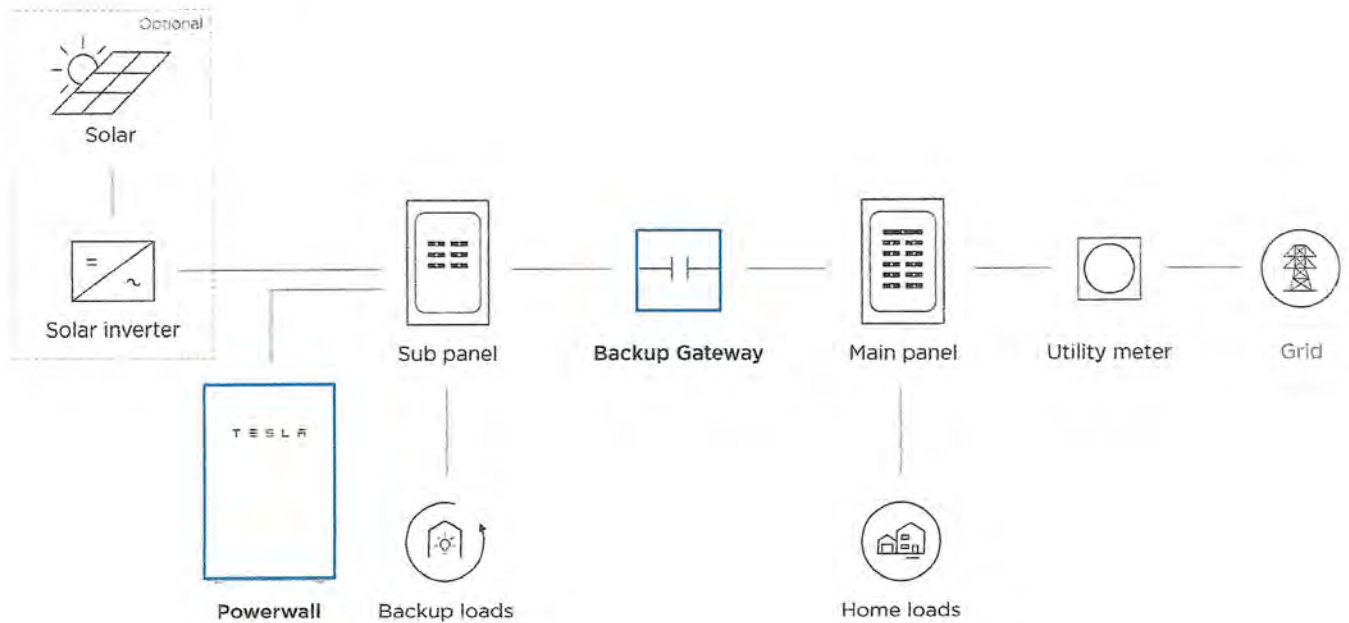 Optional
Solar
Solar inverter
Sub panel
Backup Gateway
Main panel
Utility meter
Grid
TESLA
Powerwall
Backup loads
Home loads